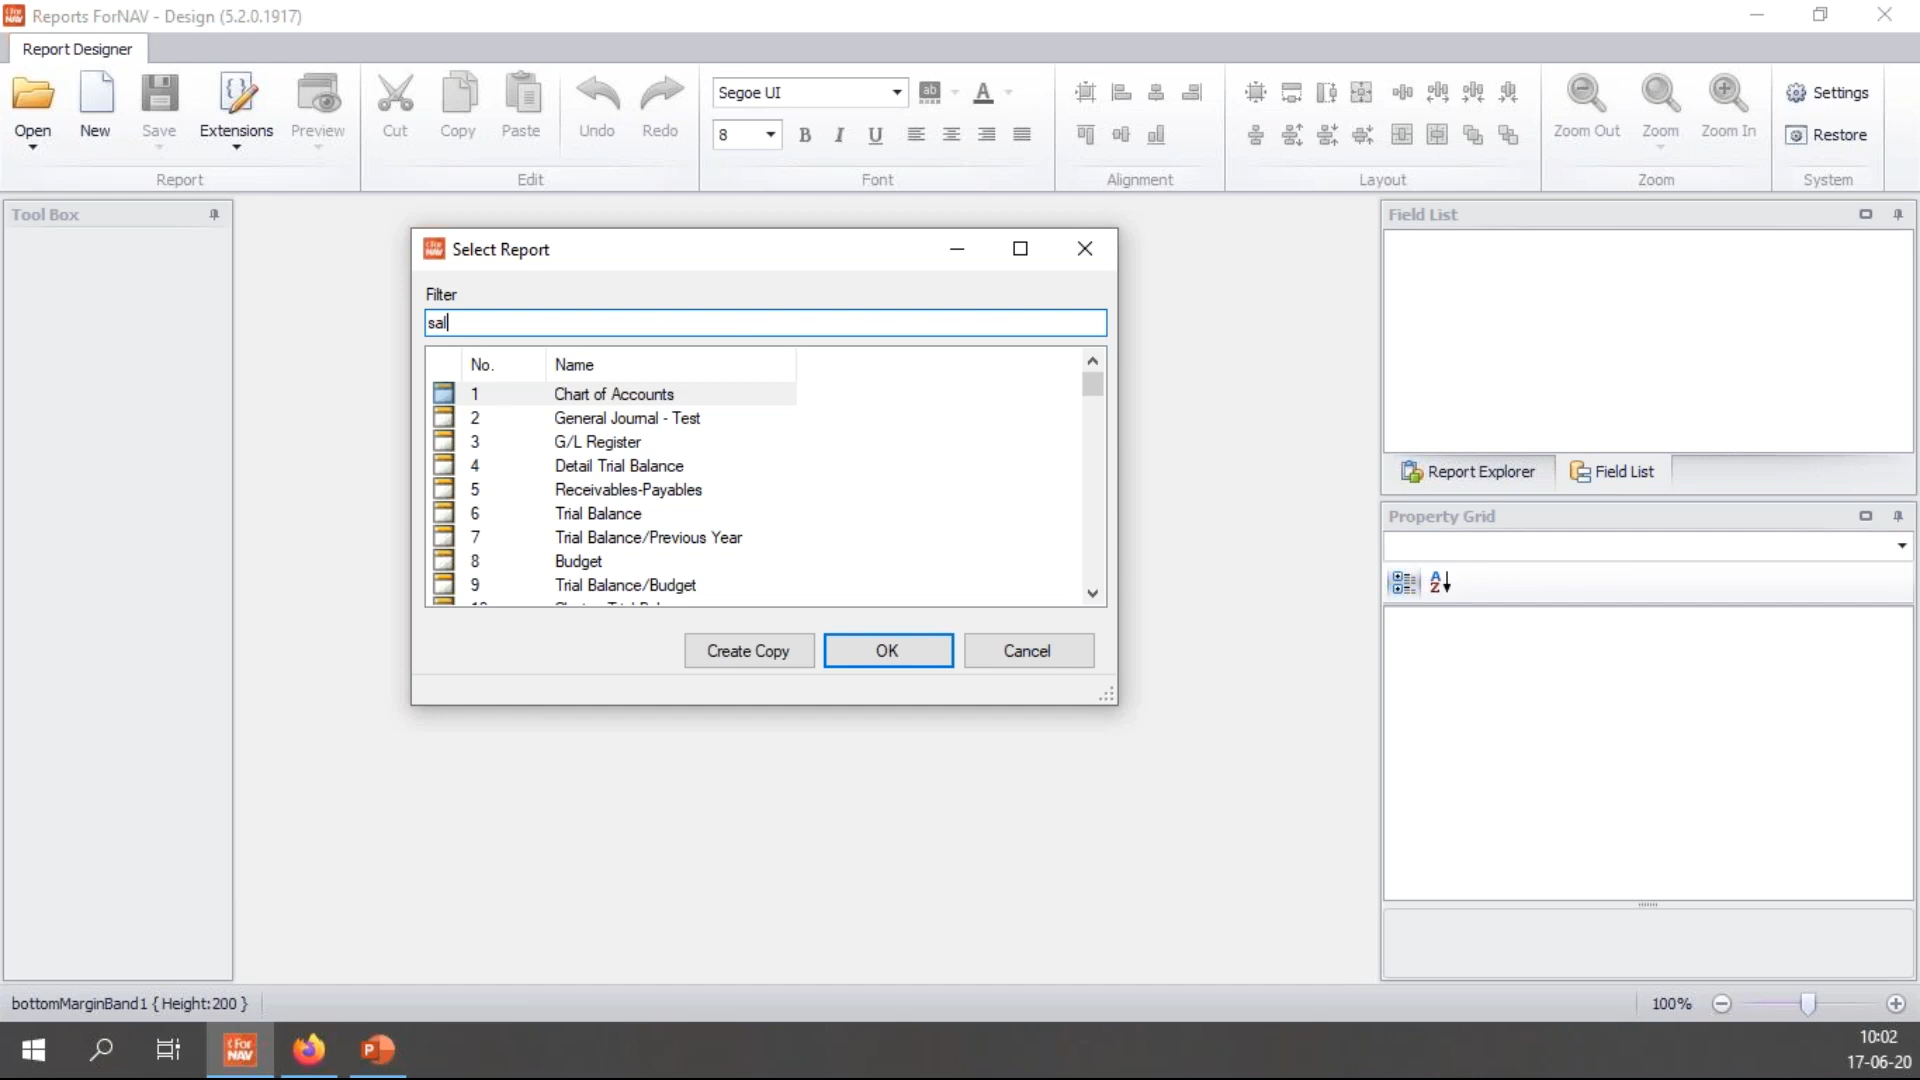 Reports ForNAV - Design (5.2.0.1917)
Report Designer
Open
New
Save
Extensions
Preview
Cut
Copy
Paste
Undo
Redo
Segoe UI
ab
A
8
B
I
U
Settings
Restore
Zoom Out
Zoom
Zoom In
Report
Edit
Font
Alignment
Layout
Zoom
System
Tool Box
Field List
Select Report
Filter
sal
No. Name
1 Chart of Accounts
2 General Journal - Test
3 G/L Register
4 Detail Trial Balance
5 Receivables-Payables
6 Trial Balance
7 Trial Balance/Previous Year
8 Budget
9 Trial Balance/Budget
Create Copy
OK
Cancel
Report Explorer
Field List
Property Grid
A
Z
bottomMarginBand1 { Height:200 }
100%
ForNAV
P
10:02
17-06-20